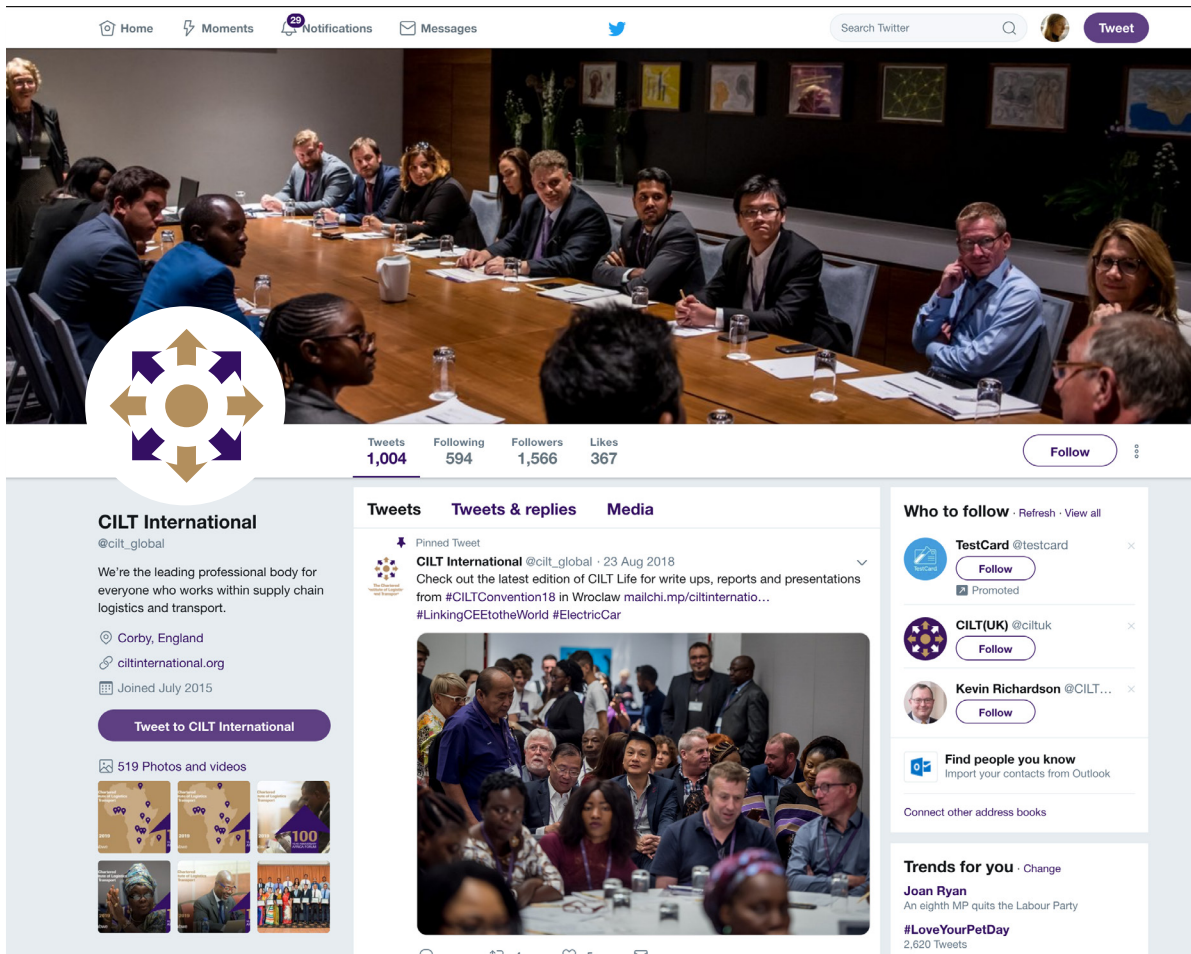 Home
Moments
29
Notifications
Messages
Search Twitter
Tweet
Tweets
1,004
Following
594
Followers
1,566
Likes
367
Follow
CILT International
@cilt_global
We're the leading professional body for
everyone who works within supply chain
logistics and transport.
Corby, England
ciltinternational.org
Joined July 2015
Tweet to CILT International
519 Photos and videos
2019
100
Tweets
Tweets & replies
Media
Pinned Tweet
CILT International @cilt_global · 23 Aug 2018
Check out the latest edition of CILT Life for write ups, reports and presentations
from #CILTConvention18 in Wroclaw mailchi.mp/ciltinternatio…
#LinkingCEEtotheWorld #ElectricCar
Who to follow · Refresh · View all
TestCard @testcard
TestCard
Follow
Promoted
CILT(UK) @ciltuk
Follow
Kevin Richardson @CILT…
Follow
Find people you know
Import your contacts from Outlook
Connect other address books
Trends for you · Change
Joan Ryan
An eighth MP quits the Labour Party
#LoveYourPetDay
2,620 Tweets